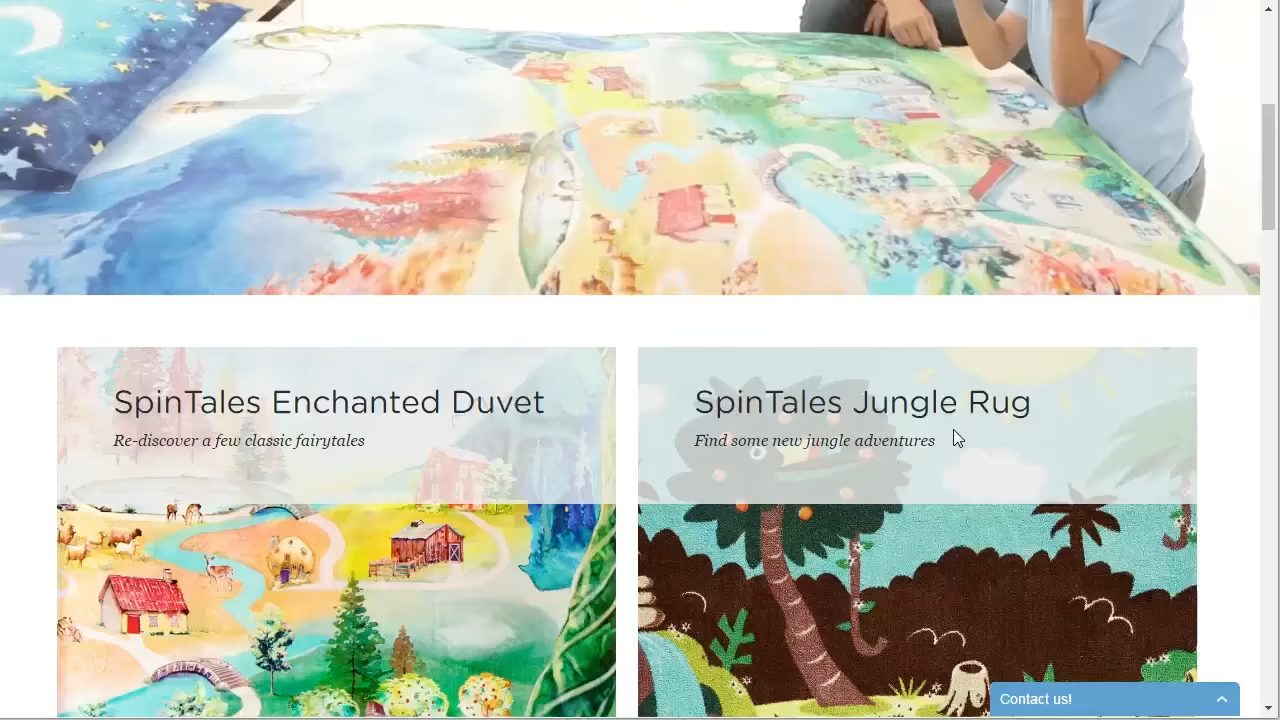 SpinTales Enchanted Duvet
Re-discover a few classic fairytales
SpinTales Jungle Rug
Find some new jungle adventures
Contact us!